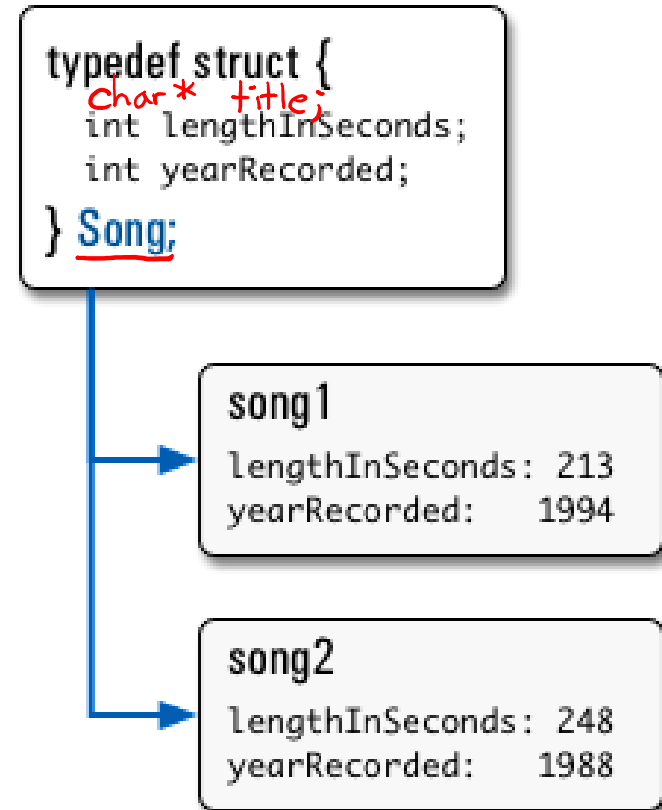 typedef struct {
char* title;
int lengthInSeconds;
int yearRecorded;
} Song;
song1
lengthInSeconds: 213
yearRecorded: 1994
song2
lengthInSeconds: 248
yearRecorded: 1988